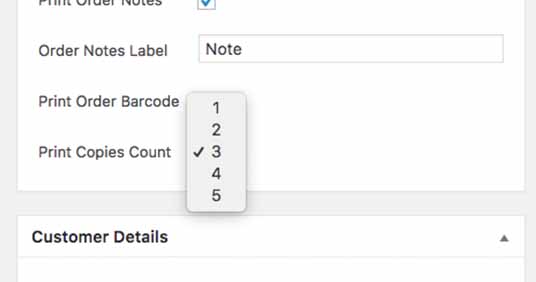 Print Order Notes
Order Notes Label
Note
Print Order Barcode
1
2
Print Copies Count
✓ 3
4
5
Customer Details